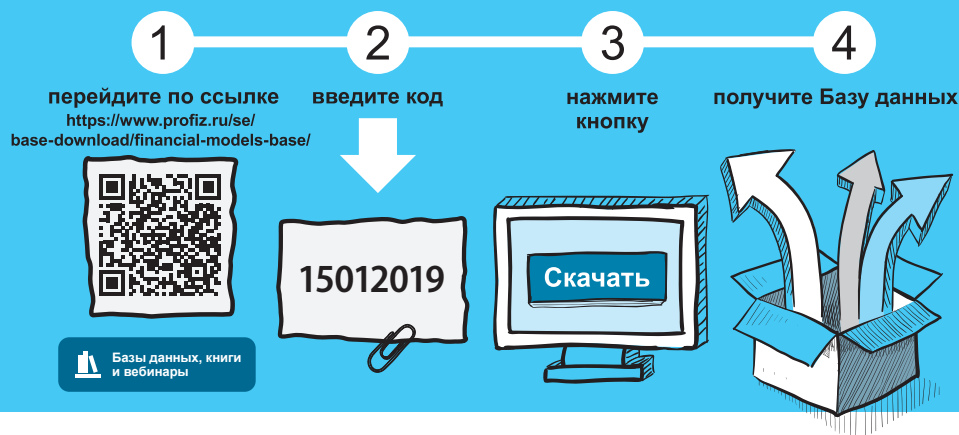 1
перейдите по ссылке
https://www.profiz.ru/se/
base-download/financial-models-base/
Базы данных, книги
и вебинары
2
введите код
15012019
3
нажмите
кнопку
Скачать
4
получите Базу данных